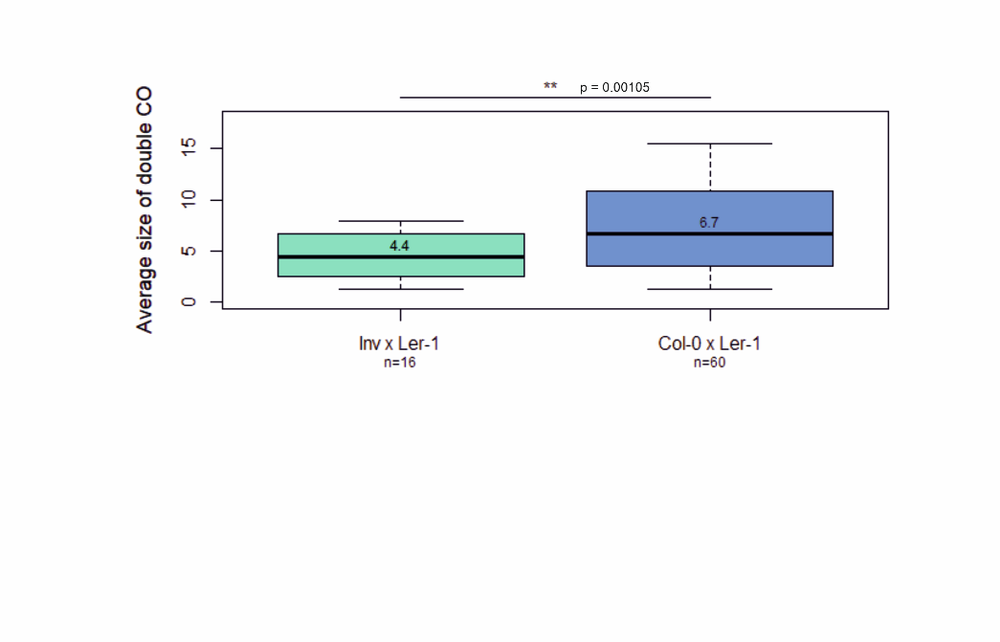 ** p = 0.00105
Average size of double CO
15
10
5
0
4.4
6.7
Inv x Ler-1
n=16
Col-0 x Ler-1
n=60